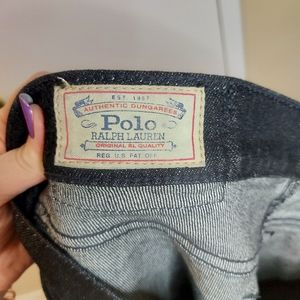 EST. 1967
AUTHENTIC DUNGAREES
Polo
RALPH LAUREN
ORIGINAL RL QUALITY
REG. U.S. PAT. OFF.